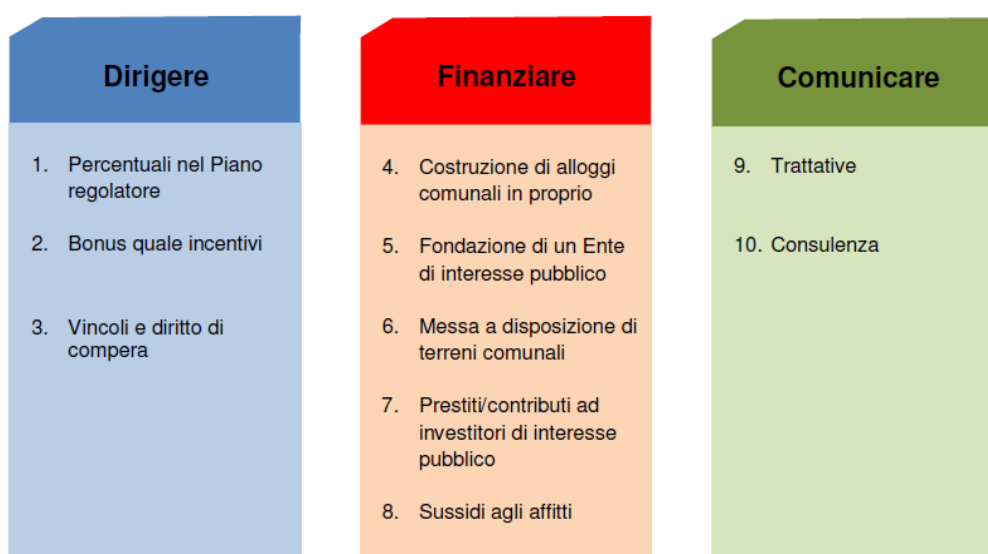 Dirigere
1. Percentuali nel Piano
regolatore
2. Bonus quale incentivi
3. Vincoli e diritto di
compera
Finanziare
4. Costruzione di alloggi
comunali in proprio
5. Fondazione di un Ente
di interesse pubblico
6. Messa a disposizione di
terreni comunali
7. Prestiti/contributi ad
investitori di interesse
pubblico
8. Sussidi agli affitti
Comunicare
9. Trattative
10. Consulenza